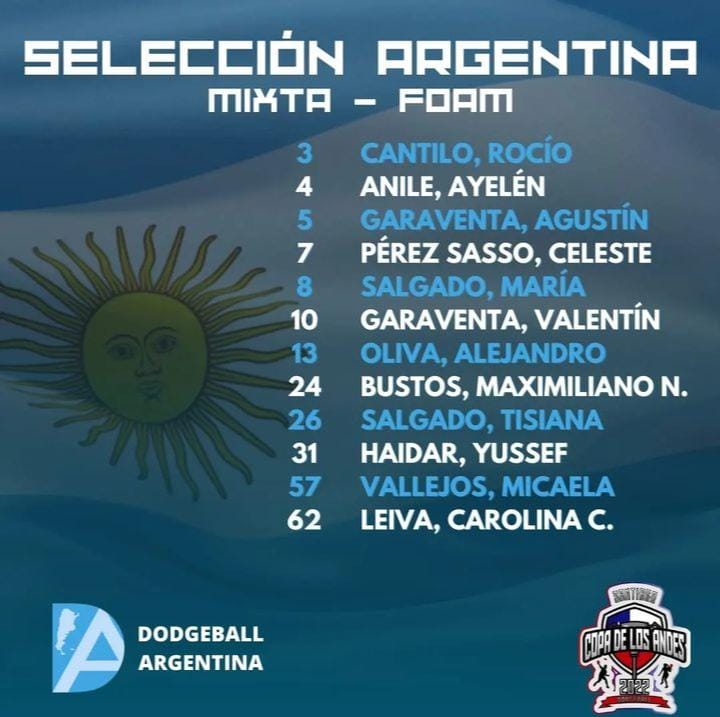 SELECCIÓN ARGENTINA
MIXTA - FOAM
3 CANTILO, ROCÍO
4 ANILE, AYELÉN
5 GARAVENTA, AGUSTÍN
7 PÉREZ SASSO, CELESTE
8 SALGADO, MARÍA
10 GARAVENTA, VALENTÍN
13 OLIVA, ALEJANDRO
24 BUSTOS, MAXIMILIANO N.
26 SALGADO, TISIANA
31 HAIDAR, YUSSEF
57 VALLEJOS, MICAELA
62 LEIVA, CAROLINA C.
DODGEBALL
ARGENTINA
SANTIAGO
COPA DE LOS ANDES
2022
DODGEBALL